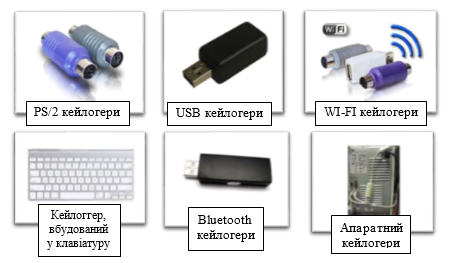 Wi Fi
PS/2 кейлогери
USB кейлогери
WI-FI кейлогери
Кейлоггер,
вбудований
у клавіатуру
Bluetooth
кейлогери
Апаратний
кейлогери